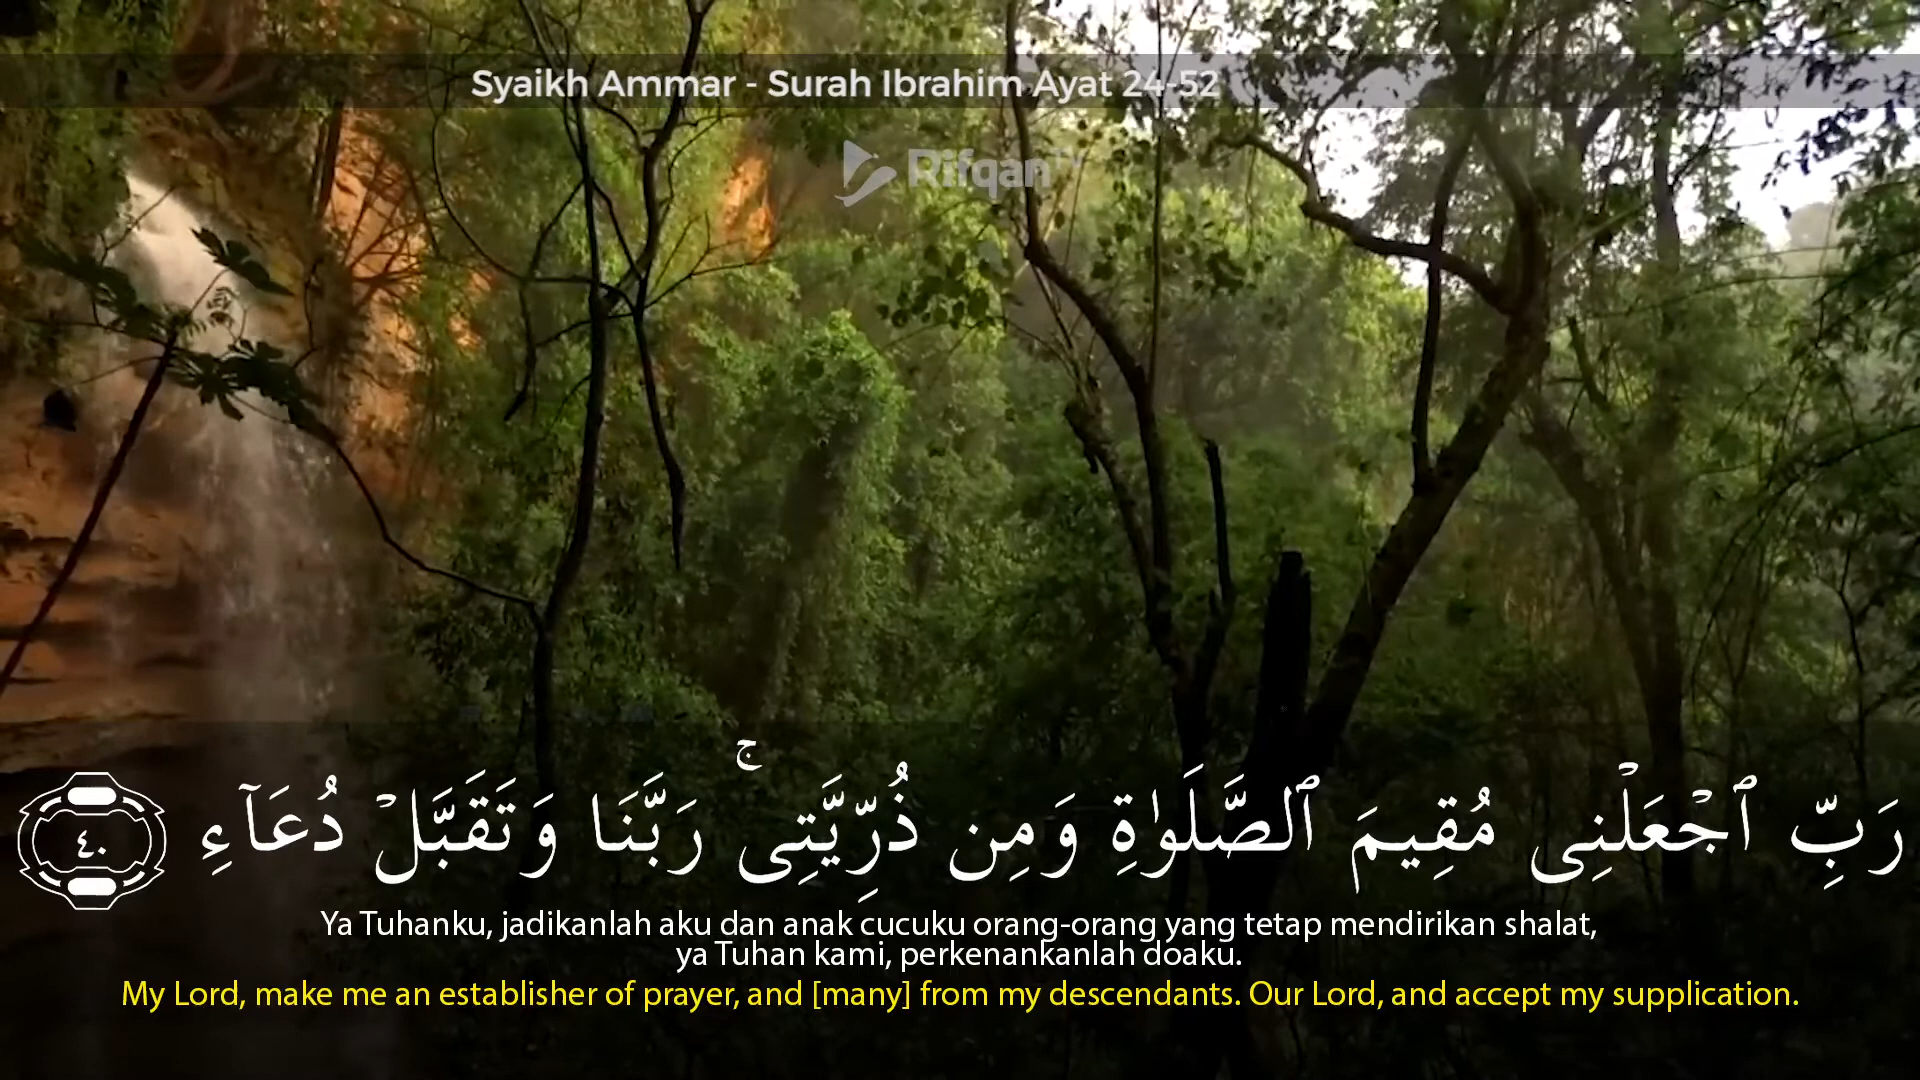 Syaikh Ammar - Surah Ibrahim Ayat 24-52
Rifqan TV
رَبِّ ٱجْعَلْنِى مُقِيمَ ٱلصَّلَوٰةِ وَمِن ذُرِّيَّتِى ۚ رَبَّنَا وَتَقَبَّلْ دُعَآءِ ٤٠
Ya Tuhanku, jadikanlah aku dan anak cucuku orang-orang yang tetap mendirikan shalat,
ya Tuhan kami, perkenankanlah doaku.
My Lord, make me an establisher of prayer, and [many] from my descendants. Our Lord, and accept my supplication.